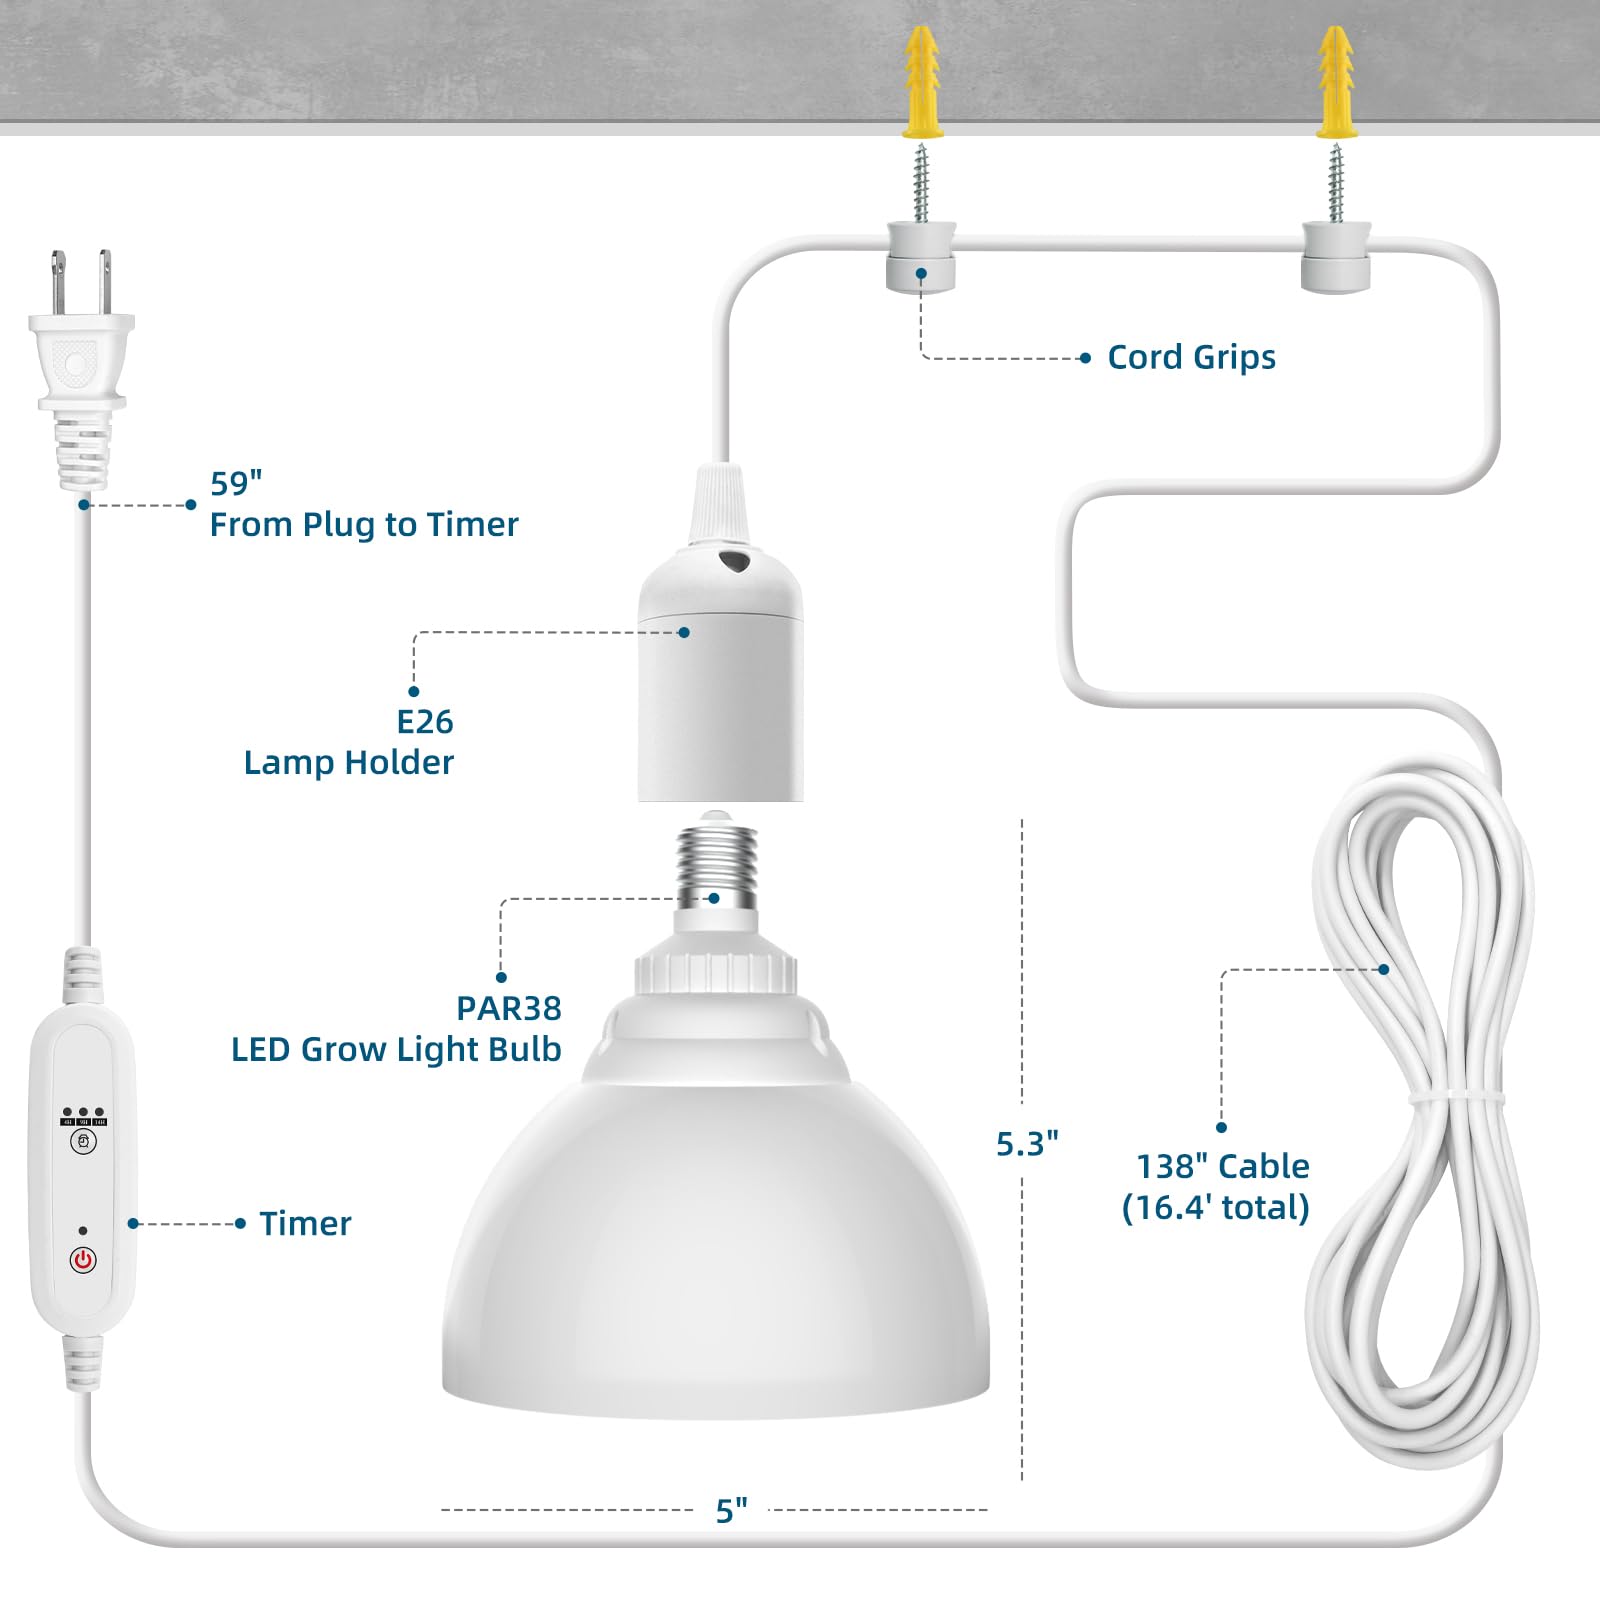 Cord Grips
59"
From Plug to Timer
E26
Lamp Holder
PAR38
LED Grow Light Bulb
5.3"
138" Cable
(16.4' total)
Timer
5"